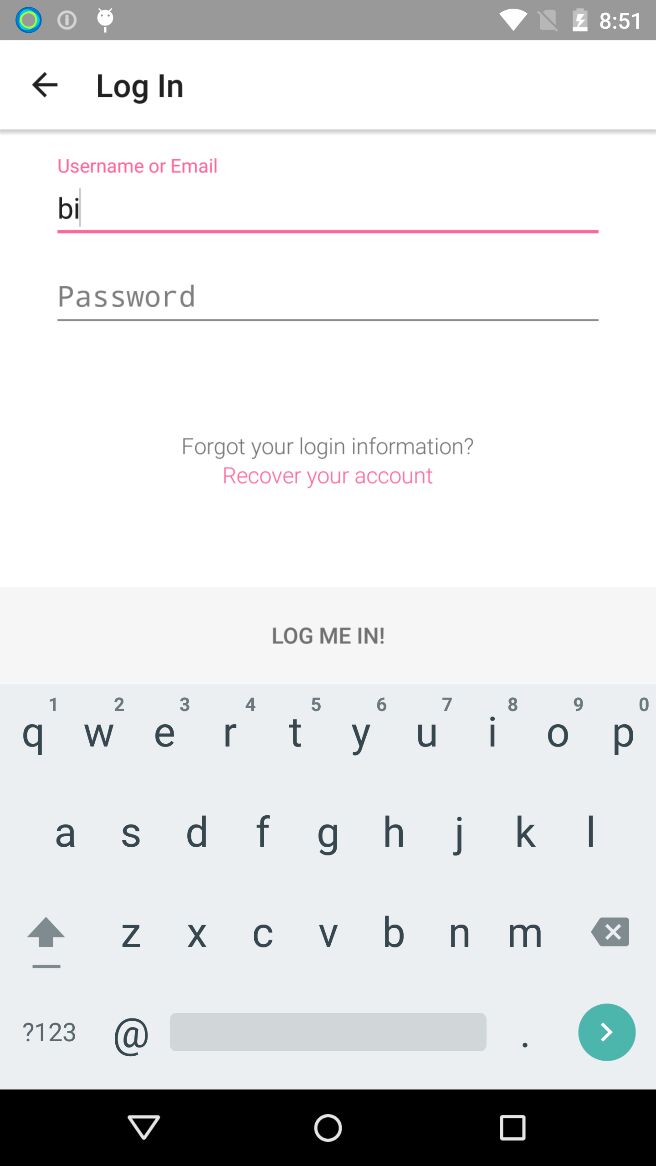 8:51
Log In
Username or Email
bi
Password
Forgot your login information?
Recover your account
LOG ME IN!
1 2 3 4 5 6 7 8 9 0
q w e r t y u i o p
a s d f g h j k l
z x c v b n m
?123 @ .